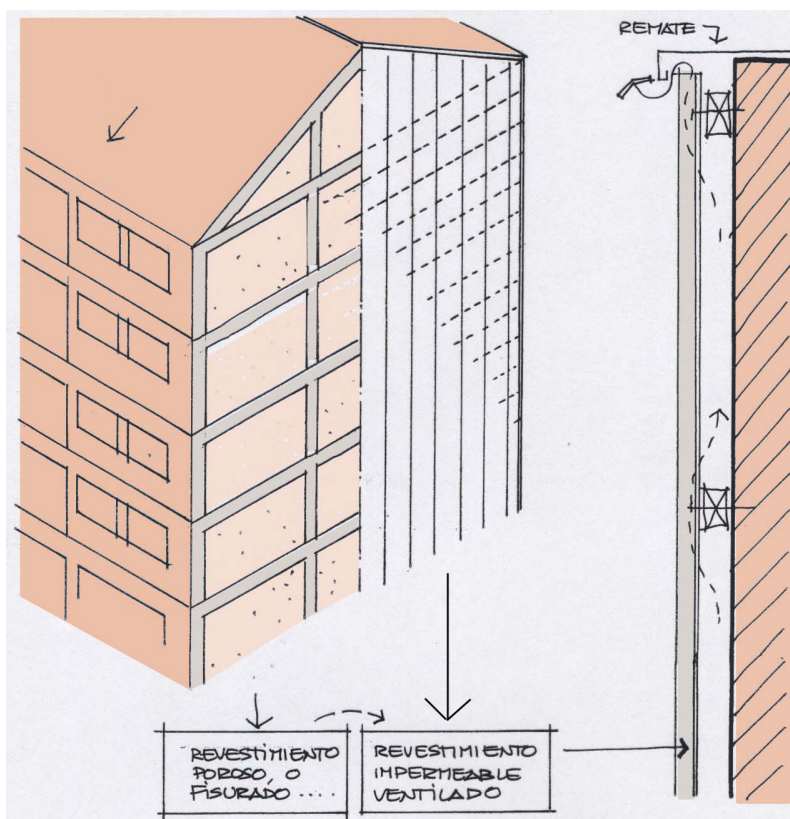 REMATE
REVESTIMIENTO
POROSO, O
FISURADO ....
REVESTIMIENTO
IMPERMEABLE
VENTILADO